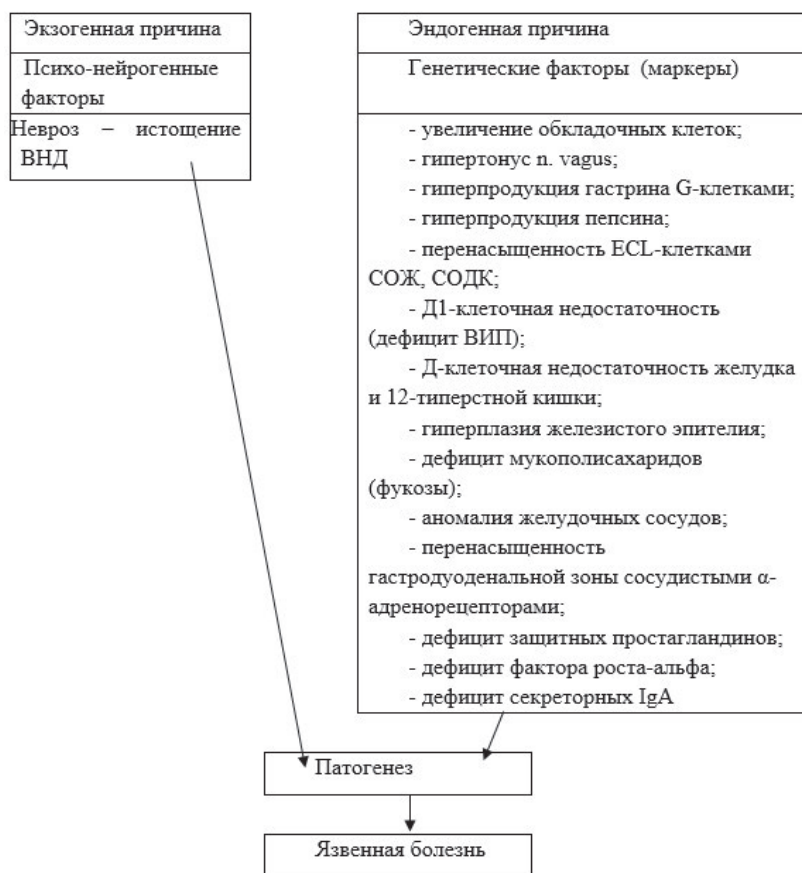 Экзогенная причина
Психо-нейрогенные
факторы
Невроз – истощение
ВНД
Эндогенная причина
Генетические факторы (маркеры)
- увеличение обкладочных клеток;
- гипертонус n. vagus;
- гиперпродукция гастрина G-клетками;
- гиперпродукция пепсина;
- перенасыщенность ECL-клетками
СОЖ, СОДК;
- Д1-клеточная недостаточность
(дефицит ВИП);
- Д-клеточная недостаточность желудка
и 12-типерстной кишки;
- гиперплазия железистого эпителия;
- дефицит мукополисахаридов
(фукозы);
- аномалия желудочных сосудов;
- перенасыщенность
гастродуоденальной зоны сосудистыми α-
адренорецепторами;
- дефицит защитных простагландинов;
- дефицит фактора роста-альфа;
- дефицит секреторных IgA
Патогенез
Язвенная болезнь